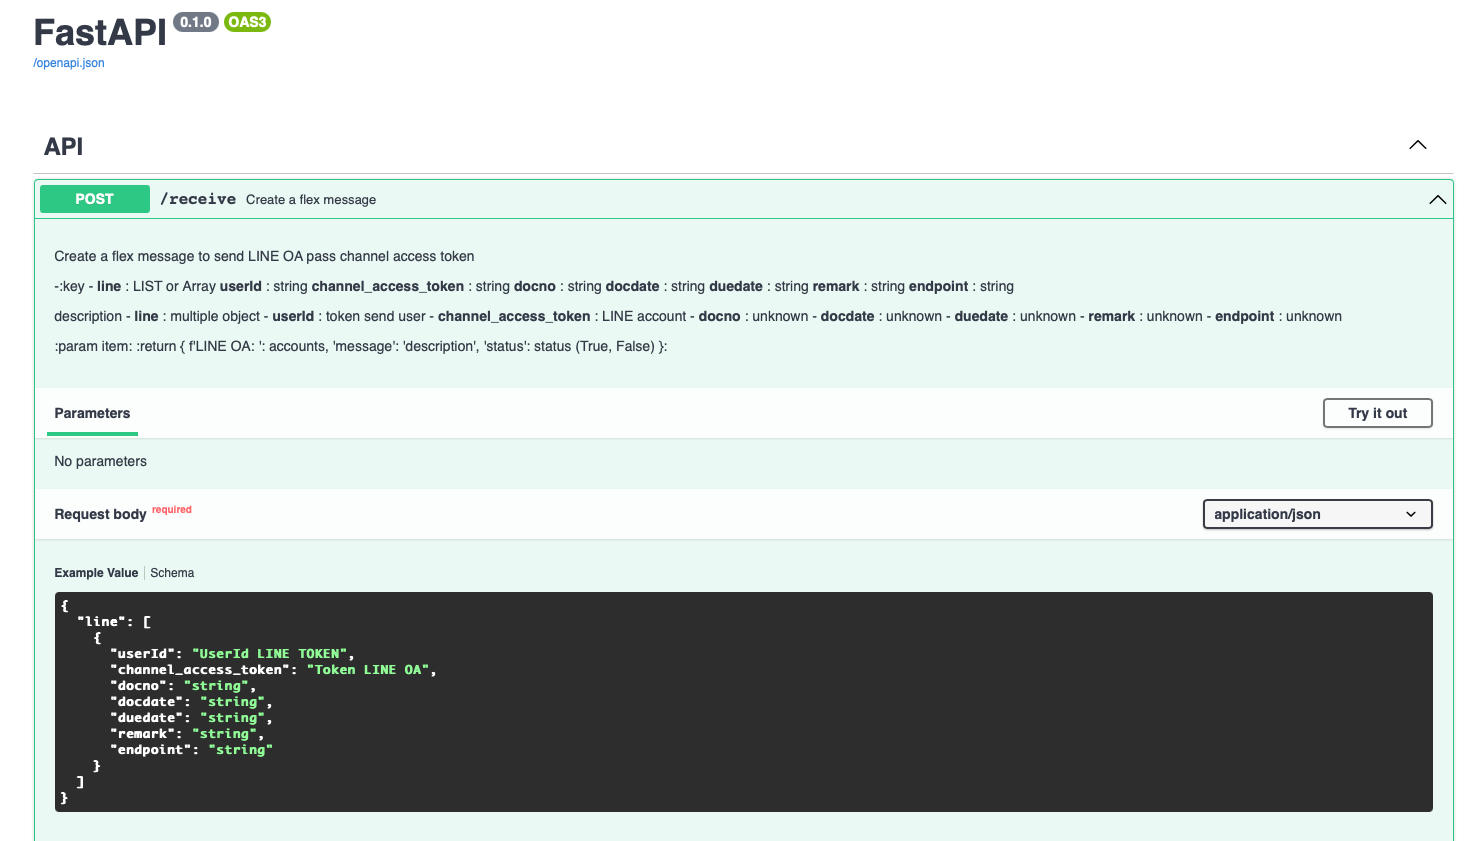 FastAPI 0.1.0 OAS3
/openapi.json
API
POST /receive Create a flex message
Create a flex message to send LINE OA pass channel access token
-:key - line : LIST or Array userId : string channel_access_token : string docno : string docdate : string duedate : string remark : string endpoint : string
description - line : multiple object - userId : token send user - channel_access_token : LINE account - docno : unknown - docdate : unknown - duedate : unknown - remark : unknown - endpoint : unknown
:param item: :return { f'LINE OA: ': accounts, 'message': 'description', 'status': status (True, False) }:
Parameters Try it out
No parameters
Request body required application/json
Example Value Schema
{
  "line": [
    {
      "userId": "UserId LINE TOKEN",
      "channel_access_token": "Token LINE OA",
      "docno": "string",
      "docdate": "string",
      "duedate": "string",
      "remark": "string",
      "endpoint": "string"
    }
  ]
}